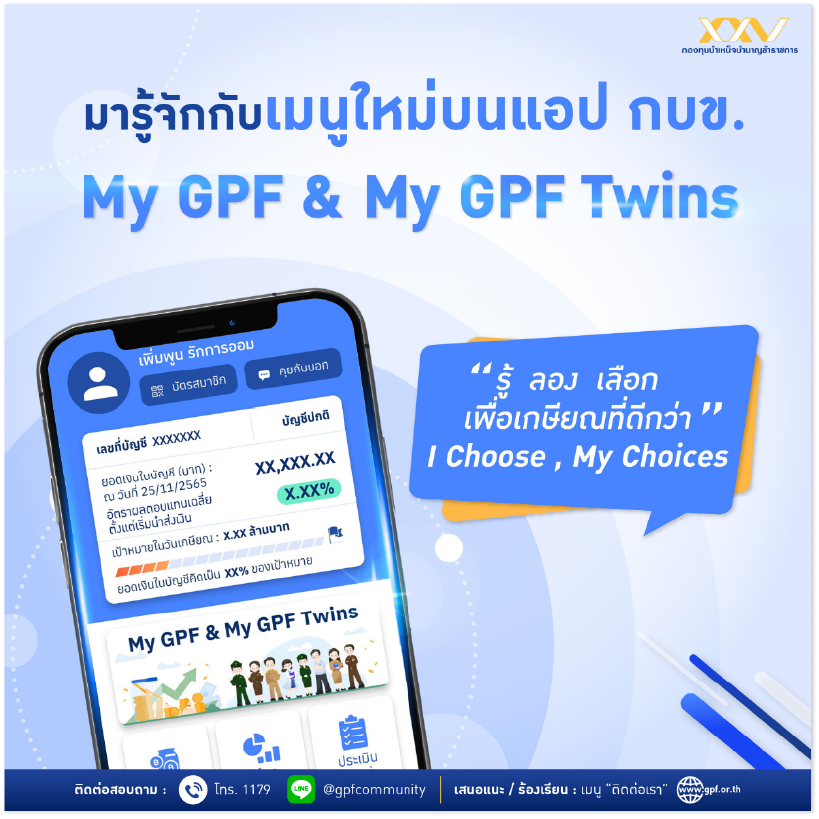 XXV
กองทุนบำเหน็จบำนาญข้าราชการ
มารู้จักกับเมนูใหม่บนแอป กบข.
My GPF & My GPF Twins
เพิ่มพูน รักการออม
บัตรสมาชิก
คุยกับบอท
เลขที่บัญชี XXXXXXX
บัญชีปกติ
ยอดเงินในบัญชี (บาท) :
ณ วันที่ 25/11/2565
XX,XXX.XX
อัตราผลตอบแทนเฉลี่ย
ตั้งแต่เริ่มนำส่งเงิน
X.XX%
เป้าหมายในวันเกษียณ : X.XX ล้านบาท
ยอดเงินในบัญชีคิดเป็น XX% ของเป้าหมาย
My GPF & My GPF Twins
ประเมิน
“รู้ ลอง เลือก
เพื่อเกษียณที่ดีกว่า”
I Choose , My Choices
ติดต่อสอบถาม : โทร. 1179 LINE @gpfcommunity เสนอแนะ / ร้องเรียน : เมนู “ติดต่อเรา” www.gpf.or.th